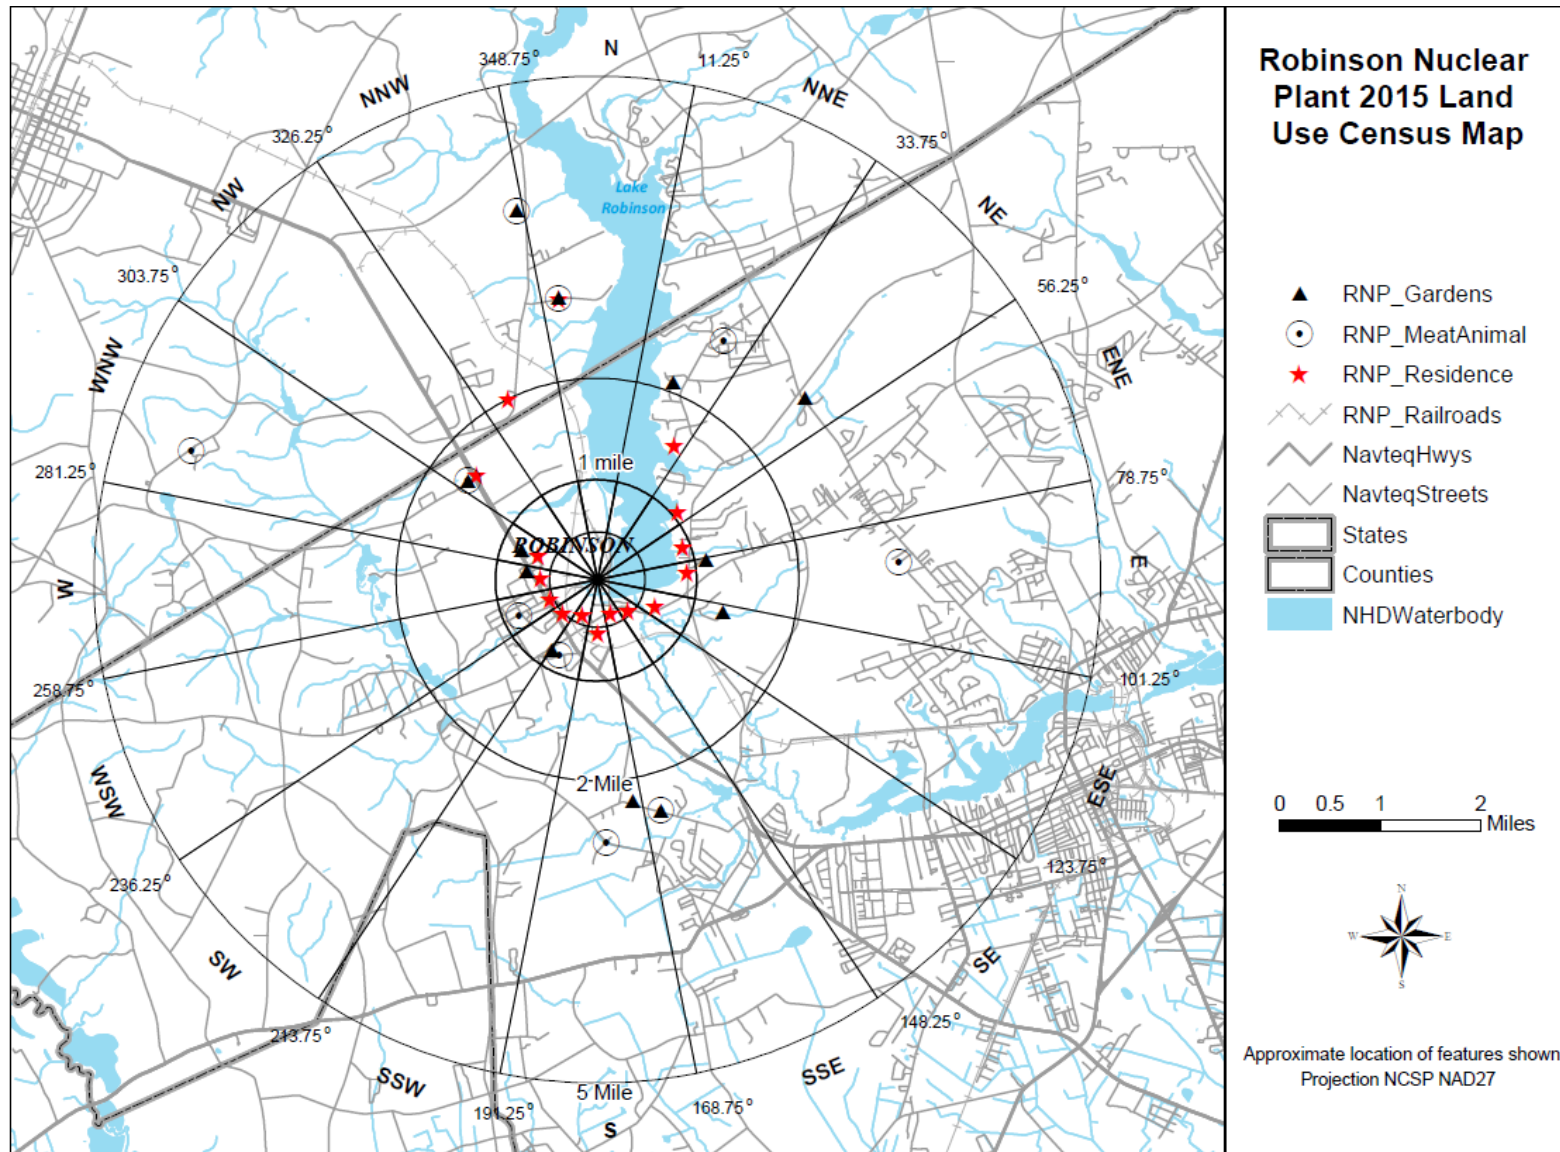 Robinson Nuclear
Plant 2015 Land
Use Census Map
N
348.75°
11.25°
NNW
NNE
326.25°
33.75°
NW
NE
Lake
Robinson
303.75°
56.25°
WNW
ENE
281.25°
78.75°
1 mile
ROBINSON
W
E
258.75°
101.25°
2 Mile
WSW
ESE
236.25°
123.75°
SW
SE
213.75°
148.25°
SSW
SSE
191.25°
5 Mile
168.75°
S
RNP_Gardens
RNP_MeatAnimal
RNP_Residence
RNP_Railroads
NavteqHwys
NavteqStreets
States
Counties
NHDWaterbody
0 0.5 1 2
Miles
N
W E
S
Approximate location of features shown
Projection NCSP NAD27